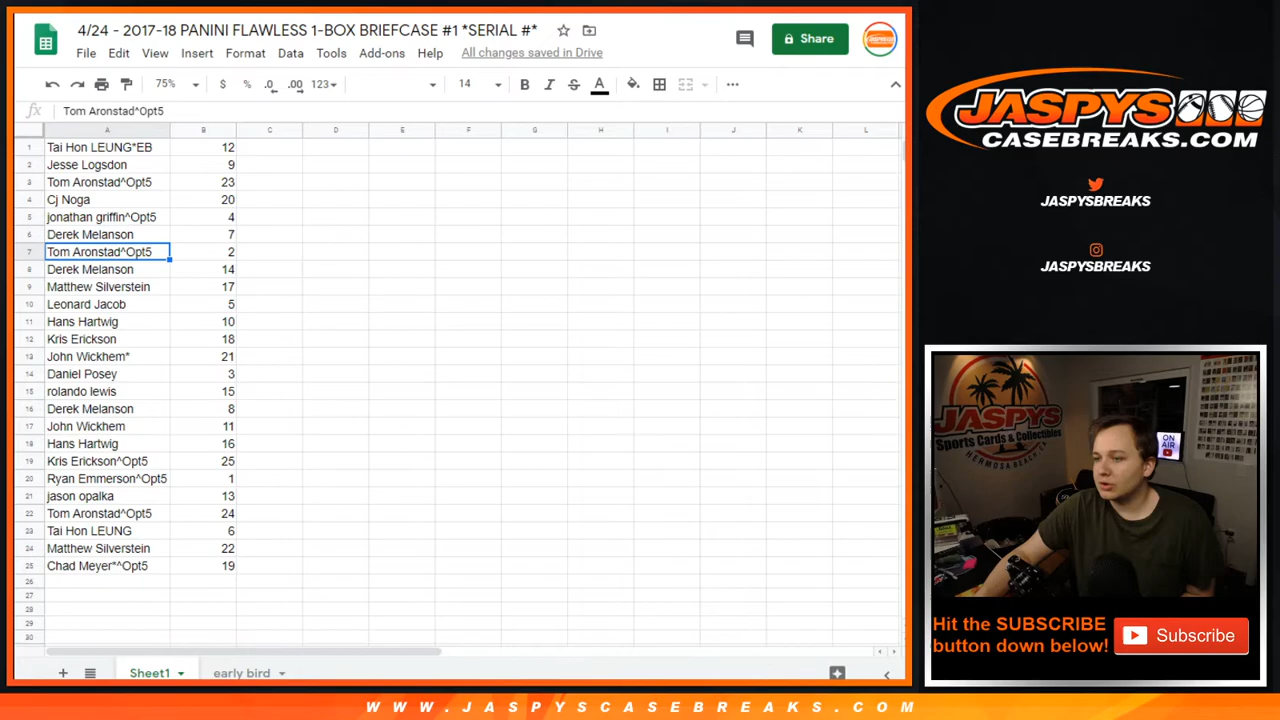 4/24 - 2017-18 PANINI FLAWLESS 1-BOX BRIEFCASE #1 *SERIAL #*
File Edit View Insert Format Data Tools Add-ons Help All changes saved in Drive
Share
75% $ % .0 .00 123 14 B I S A
fx Tom Aronstad^Opt5
A B C D E F G H I J K L
1 Tai Hon LEUNG*EB 12
2 Jesse Logsdon 9
3 Tom Aronstad^Opt5 23
4 Cj Noga 20
5 jonathan griffin^Opt5 4
6 Derek Melanson 7
7 Tom Aronstad^Opt5 2
8 Derek Melanson 14
9 Matthew Silverstein 17
10 Leonard Jacob 5
11 Hans Hartwig 10
12 Kris Erickson 18
13 John Wickhem* 21
14 Daniel Posey 3
15 rolando lewis 15
16 Derek Melanson 8
17 John Wickhem 11
18 Hans Hartwig 16
19 Kris Erickson^Opt5 25
20 Ryan Emmerson^Opt5 1
21 jason opalka 13
22 Tom Aronstad^Opt5 24
23 Tai Hon LEUNG 6
24 Matthew Silverstein 22
25 Chad Meyer*^Opt5 19
26
27
28
29
30
Sheet1 early bird
JASPYS
CASEBREAKS.COM
JASPYSBREAKS
JASPYSBREAKS
JASPYS
Sports Cards & Collectibles
HERMOSA BEACH, CA
ON AIR
Hit the SUBSCRIBE
button down below!
Subscribe
WWW.JASPYSCASEBREAKS.COM